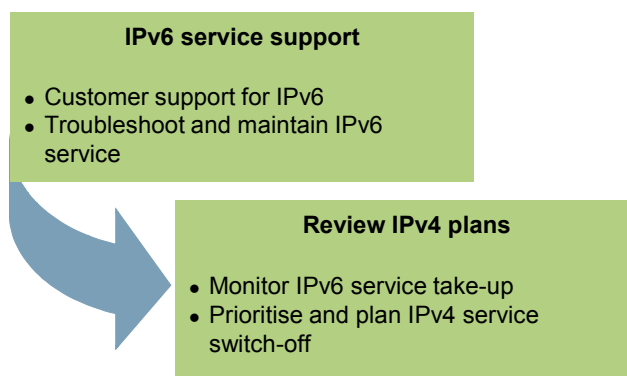 IPv6 service support
• Customer support for IPv6
• Troubleshoot and maintain IPv6
service
Review IPv4 plans
• Monitor IPv6 service take-up
• Prioritise and plan IPv4 service
switch-off